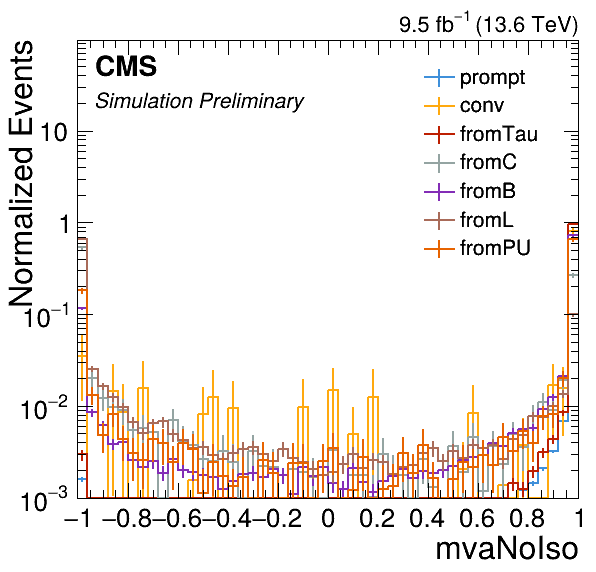 9.5 fb⁻¹ (13.6 TeV)
CMS
Simulation Preliminary
prompt
conv
fromTau
fromC
fromB
fromL
fromPU
Normalized Events
10
1
10⁻¹
10⁻²
10⁻³
−1 −0.8 −0.6 −0.4 −0.2 0 0.2 0.4 0.6 0.8 1
mvaNoIso